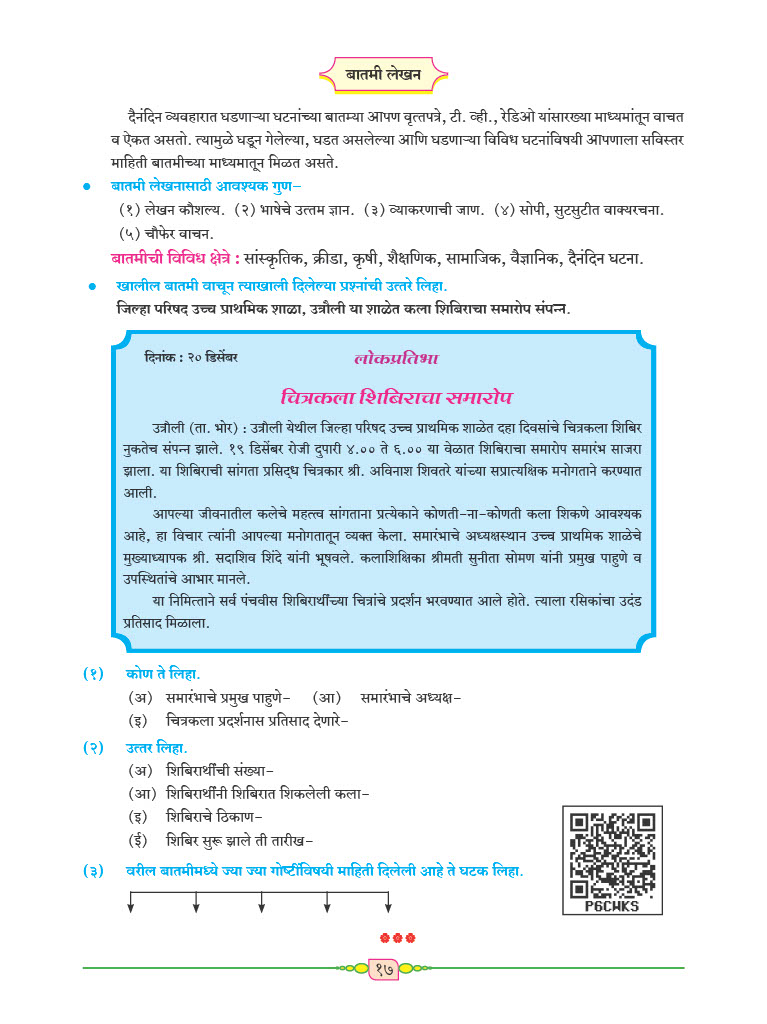 बातमी लेखन
दैनंदिन व्यवहारात घडणाऱ्या घटनांच्या बातम्या आपण वृत्तपत्रे, टी. व्ही., रेडिओ यांसारख्या माध्यमांतून वाचत
व ऐकत असतो. त्यामुळे घडून गेलेल्या, घडत असलेल्या आणि घडणाऱ्या विविध घटनांविषयी आपणाला सविस्तर
माहिती बातमीच्या माध्यमातून मिळत असते.
● बातमी लेखनासाठी आवश्यक गुण–
(१) लेखन कौशल्य. (२) भाषेचे उत्तम ज्ञान. (३) व्याकरणाची जाण. (४) सोपी, सुटसुटीत वाक्यरचना.
(५) चौफेर वाचन.
बातमीची विविध क्षेत्रे : सांस्कृतिक, क्रीडा, कृषी, शैक्षणिक, सामाजिक, वैज्ञानिक, दैनंदिन घटना.
● खालील बातमी वाचून त्याखाली दिलेल्या प्रश्नांची उत्तरे लिहा.
जिल्हा परिषद उच्च प्राथमिक शाळा, उत्रौली या शाळेत कला शिबिराचा समारोप संपन्न.
दिनांक : २० डिसेंबर लोकप्रतिभा
चित्रकला शिबिराचा समारोप
उत्रौली (ता. भोर) : उत्रौली येथील जिल्हा परिषद उच्च प्राथमिक शाळेत दहा दिवसांचे चित्रकला शिबिर
नुकतेच संपन्न झाले. १९ डिसेंबर रोजी दुपारी ४.०० ते ६.०० या वेळात शिबिराचा समारोप समारंभ साजरा
झाला. या शिबिराची सांगता प्रसिद्ध चित्रकार श्री. अविनाश शिवतरे यांच्या सप्रात्यक्षिक मनोगताने करण्यात
आली.
आपल्या जीवनातील कलेचे महत्त्व सांगताना प्रत्येकाने कोणती-ना-कोणती कला शिकणे आवश्यक
आहे, हा विचार त्यांनी आपल्या मनोगतातून व्यक्त केला. समारंभाचे अध्यक्षस्थान उच्च प्राथमिक शाळेचे
मुख्याध्यापक श्री. सदाशिव शिंदे यांनी भूषवले. कलाशिक्षिका श्रीमती सुनीता सोमण यांनी प्रमुख पाहुणे व
उपस्थितांचे आभार मानले.
या निमित्ताने सर्व पंचवीस शिबिरार्थींच्या चित्रांचे प्रदर्शन भरवण्यात आले होते. त्याला रसिकांचा उदंड
प्रतिसाद मिळाला.
(१) कोण ते लिहा.
(अ) समारंभाचे प्रमुख पाहुणे– (आ) समारंभाचे अध्यक्ष–
(इ) चित्रकला प्रदर्शनास प्रतिसाद देणारे–
(२) उत्तर लिहा.
(अ) शिबिरार्थींची संख्या–
(आ) शिबिरार्थींनी शिबिरात शिकलेली कला–
(इ) शिबिराचे ठिकाण–
(ई) शिबिर सुरू झाले ती तारीख–
(३) वरील बातमीमध्ये ज्या ज्या गोष्टींविषयी माहिती दिलेली आहे ते घटक लिहा.
P6CWKS
१७